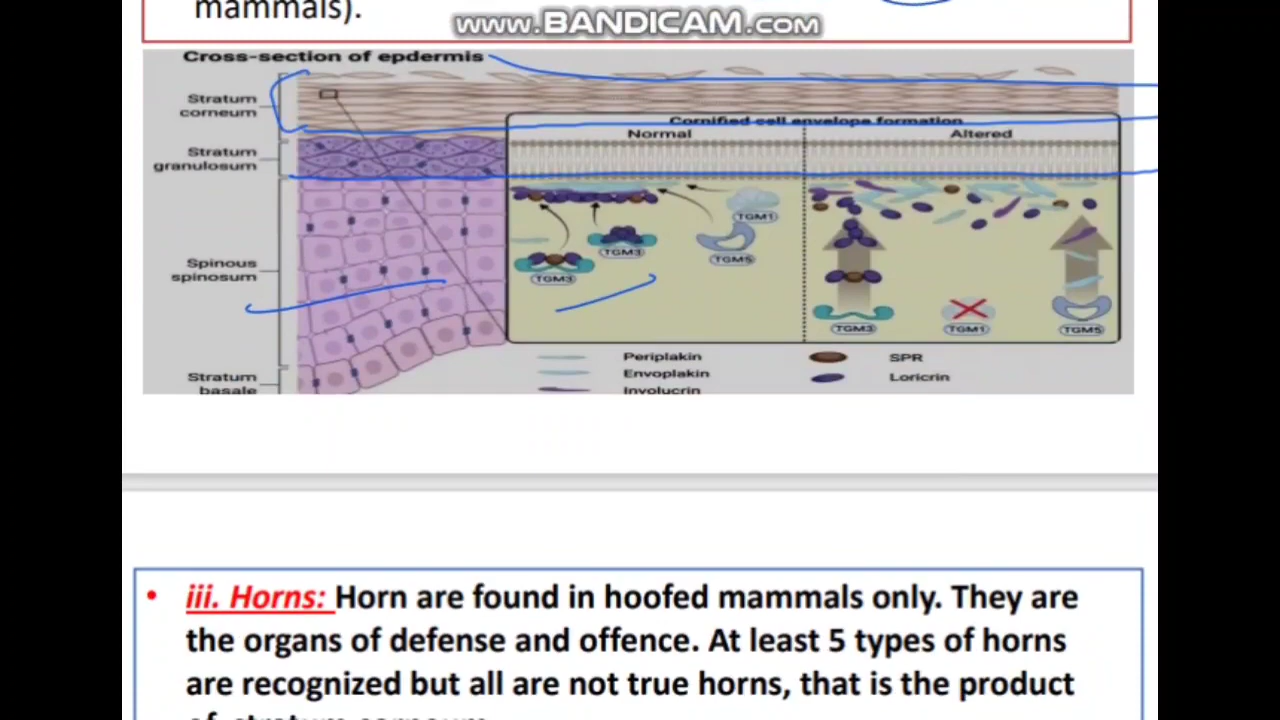 mammals).
www.BANDICAM.com
Cross-section of epdermis
Stratum
corneum
Cornified cell envelope formation
Normal
Altered
Stratum
granulosum
TGM1
TGM3
TGM5
TGM3
Spinous
spinosum
TGM3
TGM1
TGM5
Periplakin
SPR
Envoplakin
Loricrin
Involucrin
Stratum
basale
• iii. Horns: Horn are found in hoofed mammals only. They are
the organs of defense and offence. At least 5 types of horns
are recognized but all are not true horns, that is the product
of stratum corneum